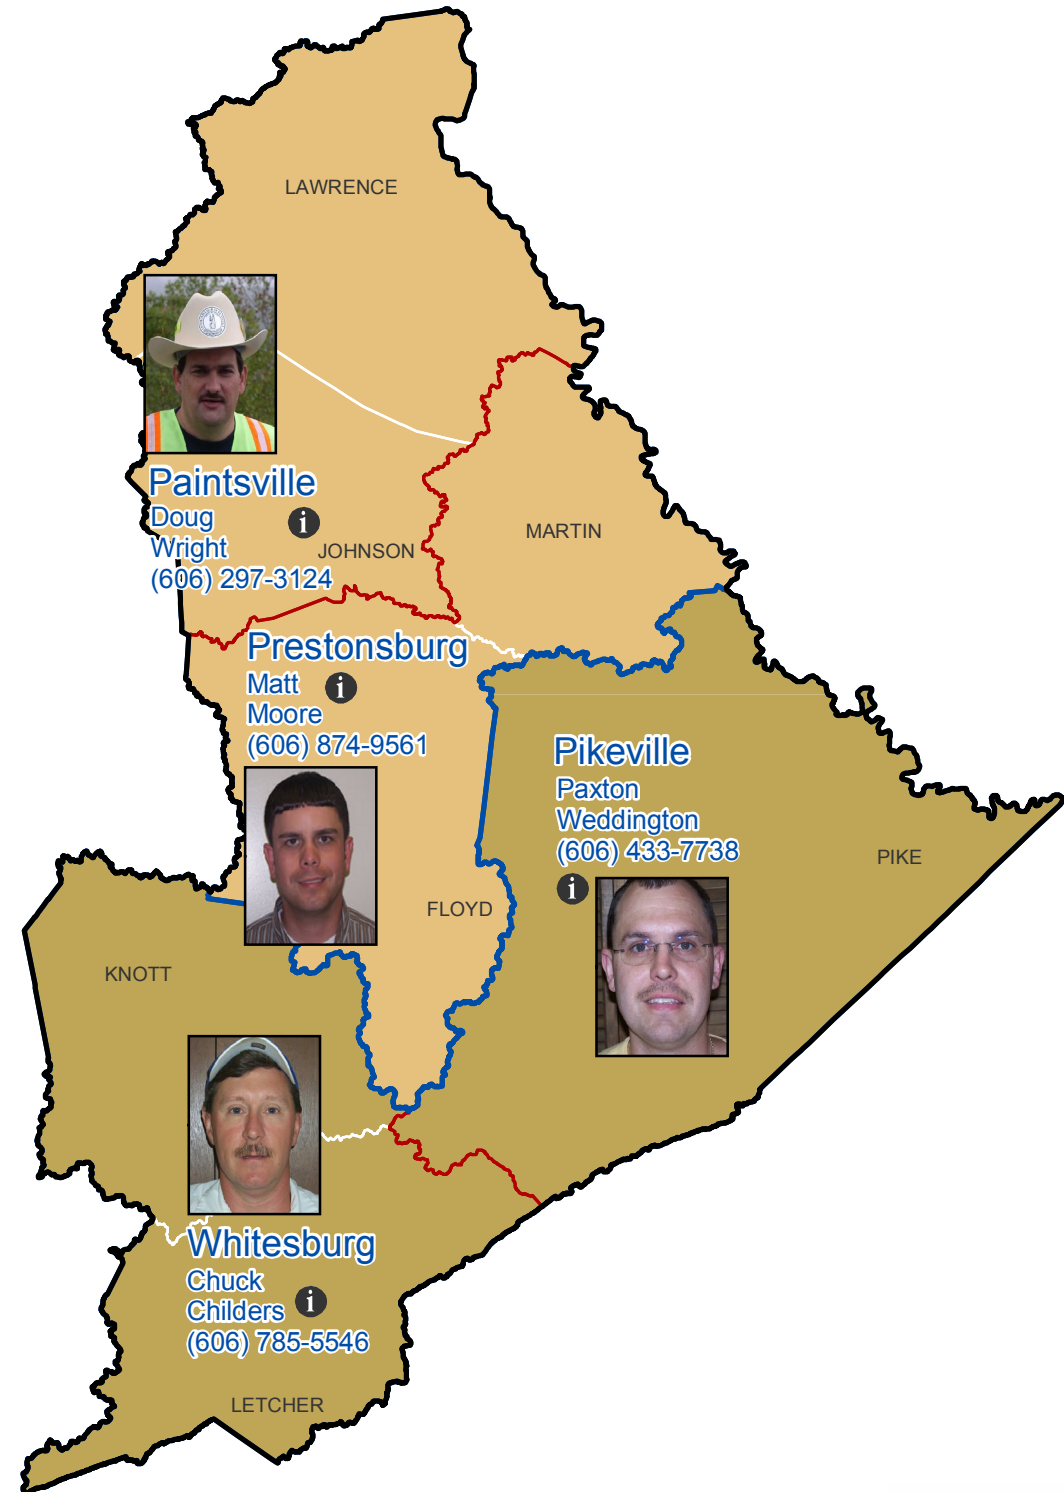 LAWRENCE
Paintsville
Doug
Wright
(606) 297-3124
JOHNSON
MARTIN
Prestonsburg
Matt
Moore
(606) 874-9561
Pikeville
Paxton
Weddington
(606) 433-7738
PIKE
FLOYD
KNOTT
Whitesburg
Chuck
Childers
(606) 785-5546
LETCHER